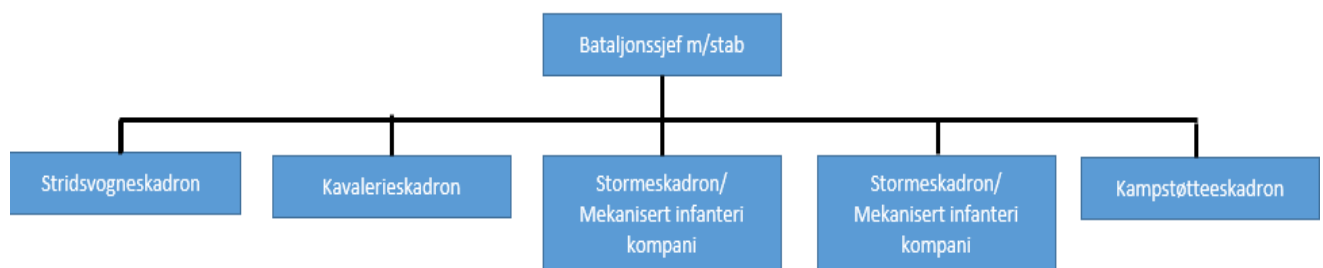 Bataljonssjef m/stab
Stridsvogneskadron
Kavalerieskadron
Stormeskadron/
Mekanisert infanteri
kompani
Stormeskadron/
Mekanisert infanteri
kompani
Kampstøtteeskadron